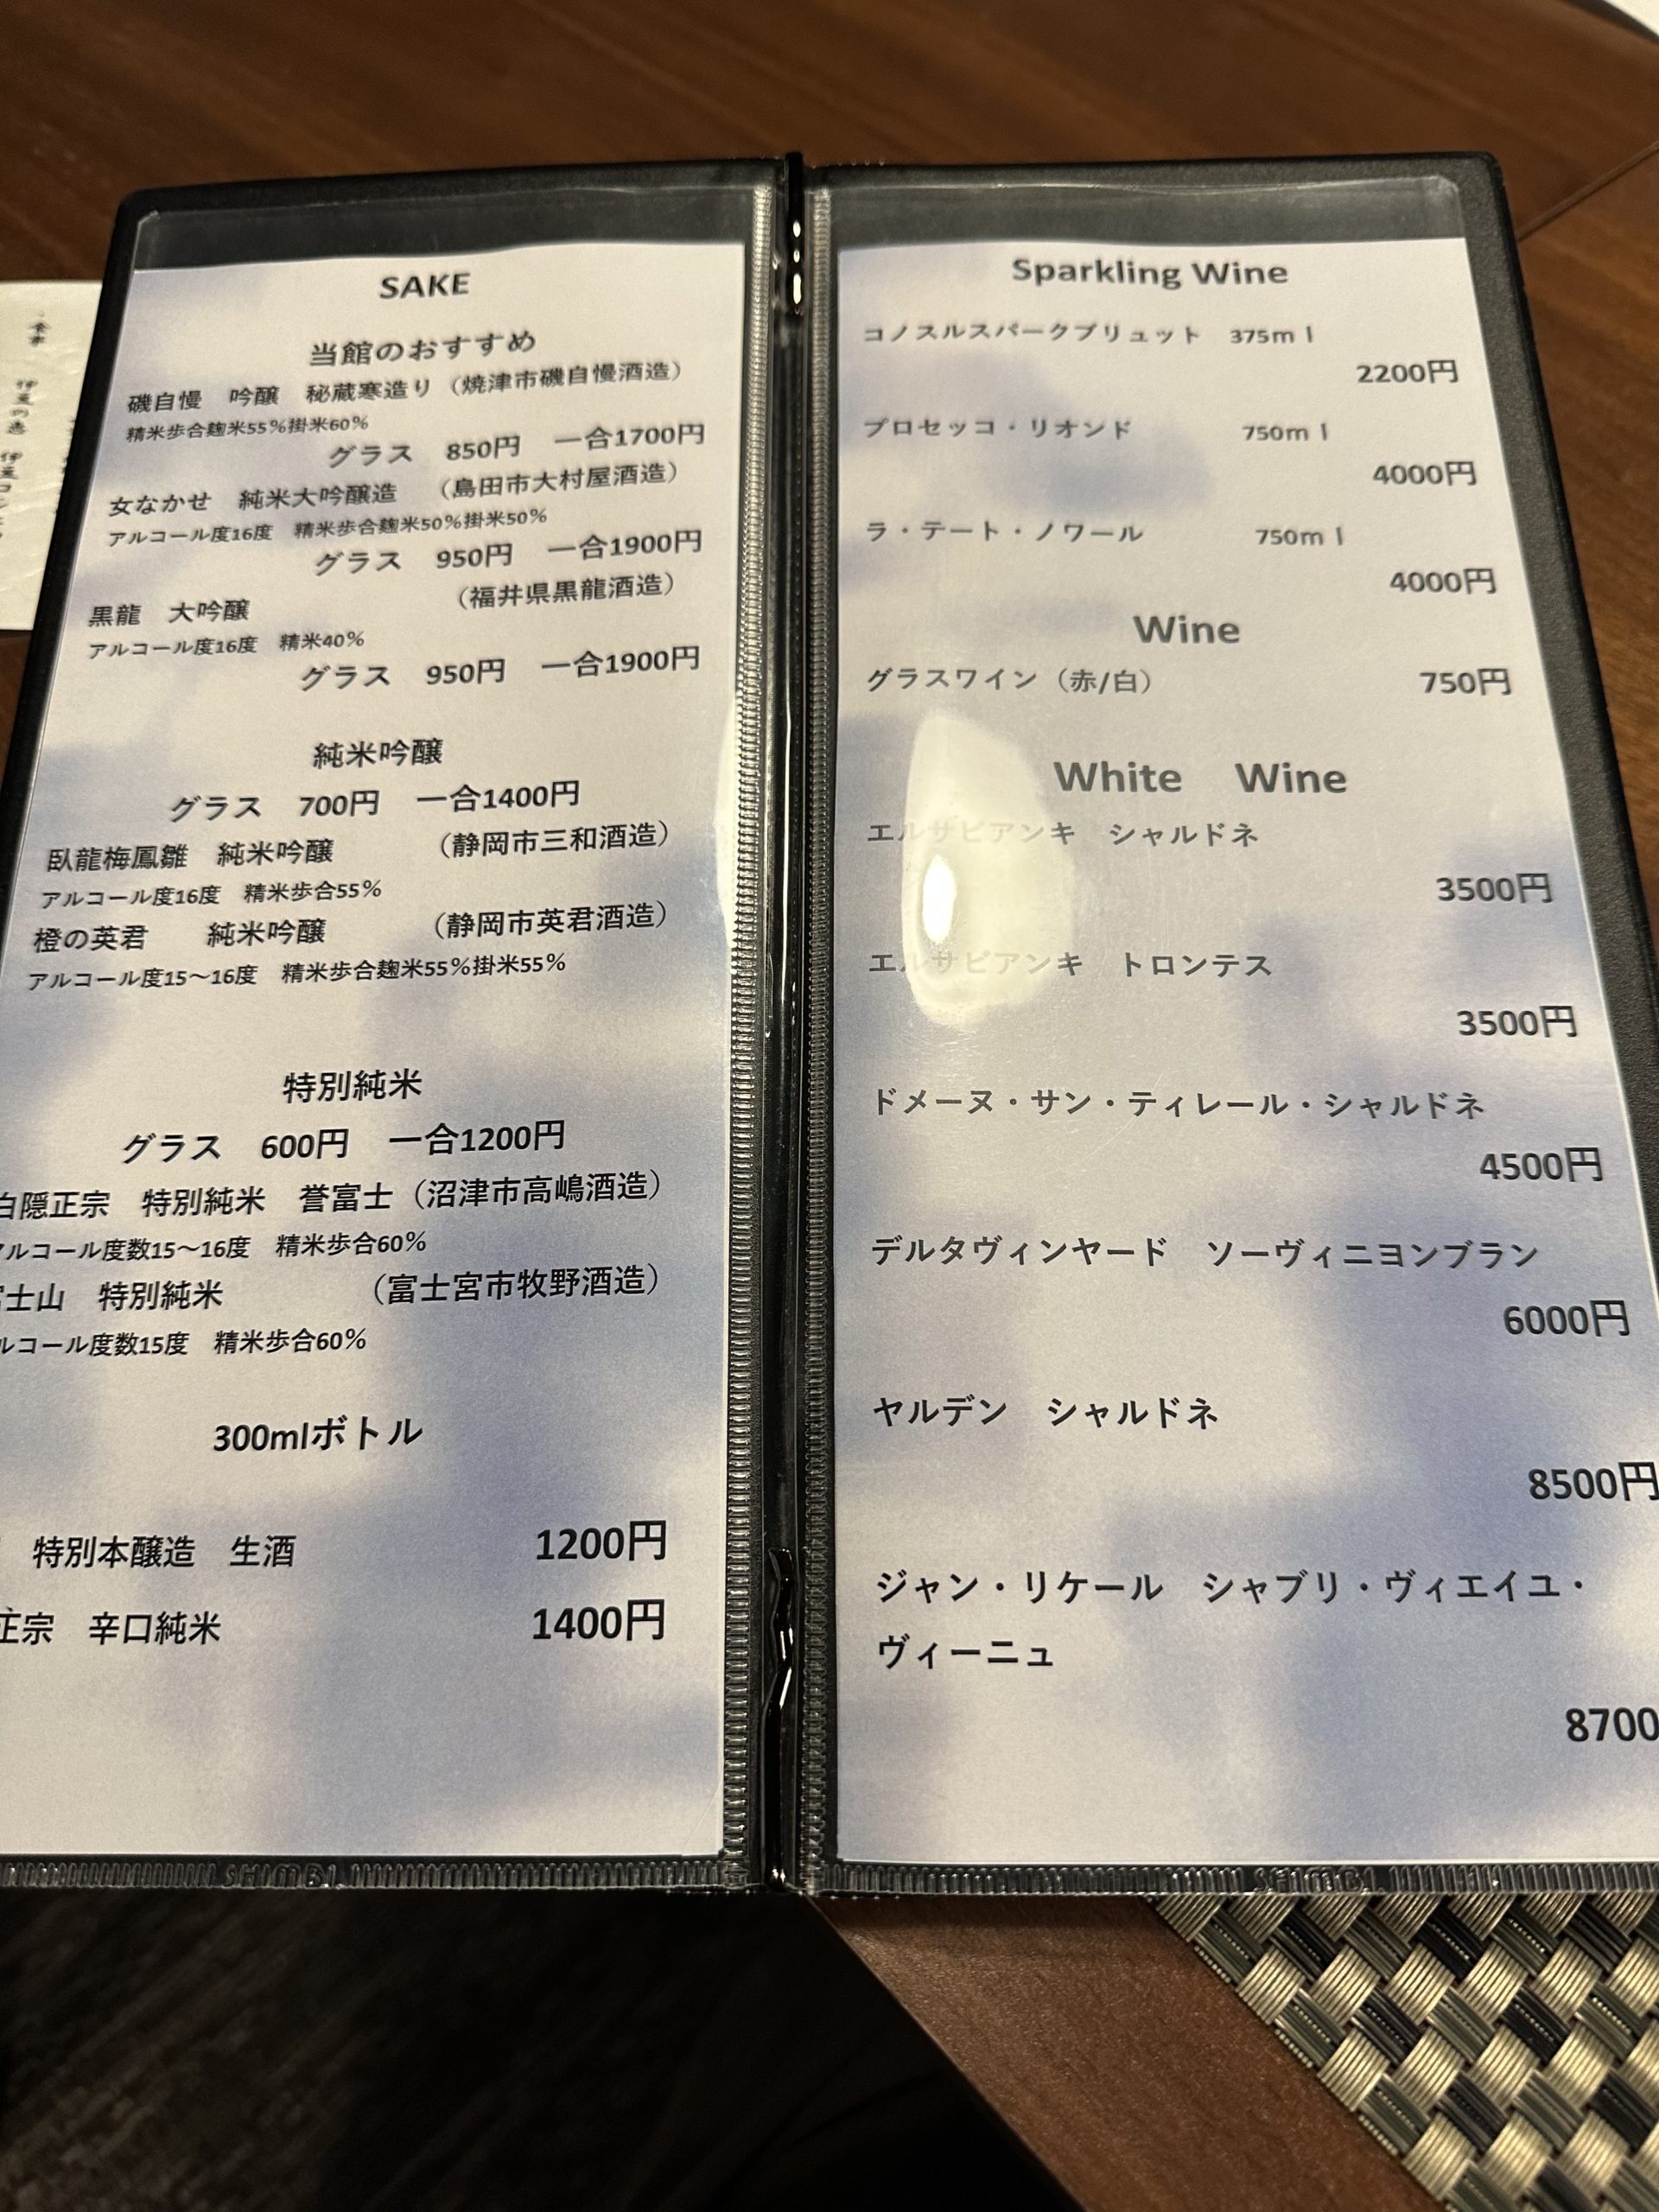 SAKE
当館のおすすめ
磯自慢　吟醸　秘蔵寒造り（焼津市磯自慢酒造）
精米歩合麹米55%掛米60%
グラス　850円　一合1700円
女なかせ　純米大吟醸造　（島田市大村屋酒造）
アルコール度16度　精米歩合麹米50%掛米50%
グラス　950円　一合1900円
黒龍　大吟醸　（福井県黒龍酒造）
アルコール度16度　精米40%
グラス　950円　一合1900円
純米吟醸
グラス　700円　一合1400円
臥龍梅鳳雛　純米吟醸　（静岡市三和酒造）
アルコール度16度　精米歩合55%
橙の英君　純米吟醸　（静岡市英君酒造）
アルコール度15～16度　精米歩合麹米55%掛米55%
特別純米
グラス　600円　一合1200円
白隠正宗　特別純米　誉富士（沼津市高嶋酒造）
アルコール度数15～16度　精米歩合60%
士山　特別純米　（富士宮市牧野酒造）
ルコール度数15度　精米歩合60%
300mlボトル
特別本醸造　生酒　1200円
正宗　辛口純米　1400円
Sparkling Wine
コノスルスパークブリュット　375ｍｌ
2200円
プロセッコ・リオンド　750ｍｌ
4000円
ラ・テート・ノワール　750ｍｌ
4000円
Wine
グラスワイン（赤/白）　750円
White Wine
エルサビアンキ　シャルドネ
3500円
エルサビアンキ　トロンテス
3500円
ドメーヌ・サン・ティレール・シャルドネ
4500円
デルタヴィンヤード　ソーヴィニヨンブラン
6000円
ヤルデン　シャルドネ
8500円
ジャン・リケール　シャブリ・ヴィエイユ・
ヴィーニュ
8700
SHIMBI
SHIMBI